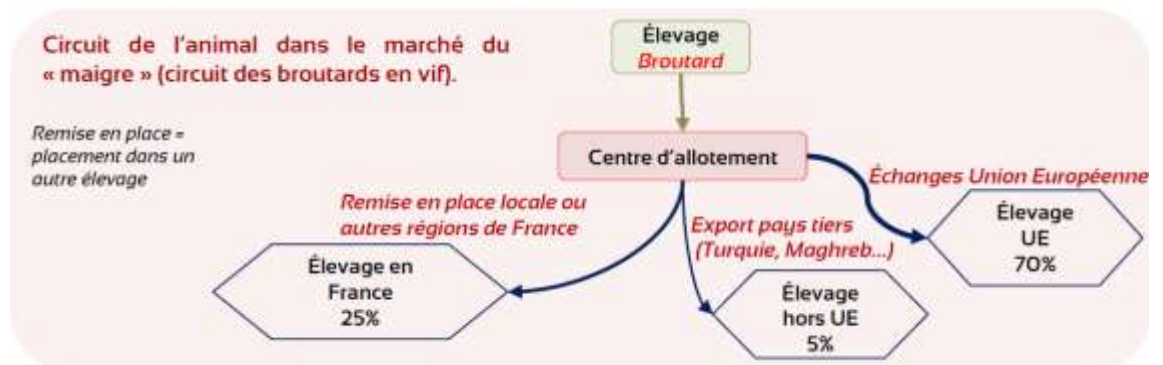 Circuit de l’animal dans le marché du
« maigre » (circuit des broutards en vif).
Élevage
Broutard
Remise en place =
placement dans un
autre élevage
Centre d’allotement
Échanges Union Européenne
Élevage
UE
70%
Remise en place locale ou
autres régions de France
Export pays tiers
(Turquie, Maghreb...)
Élevage en
France
25%
Élevage
hors UE
5%